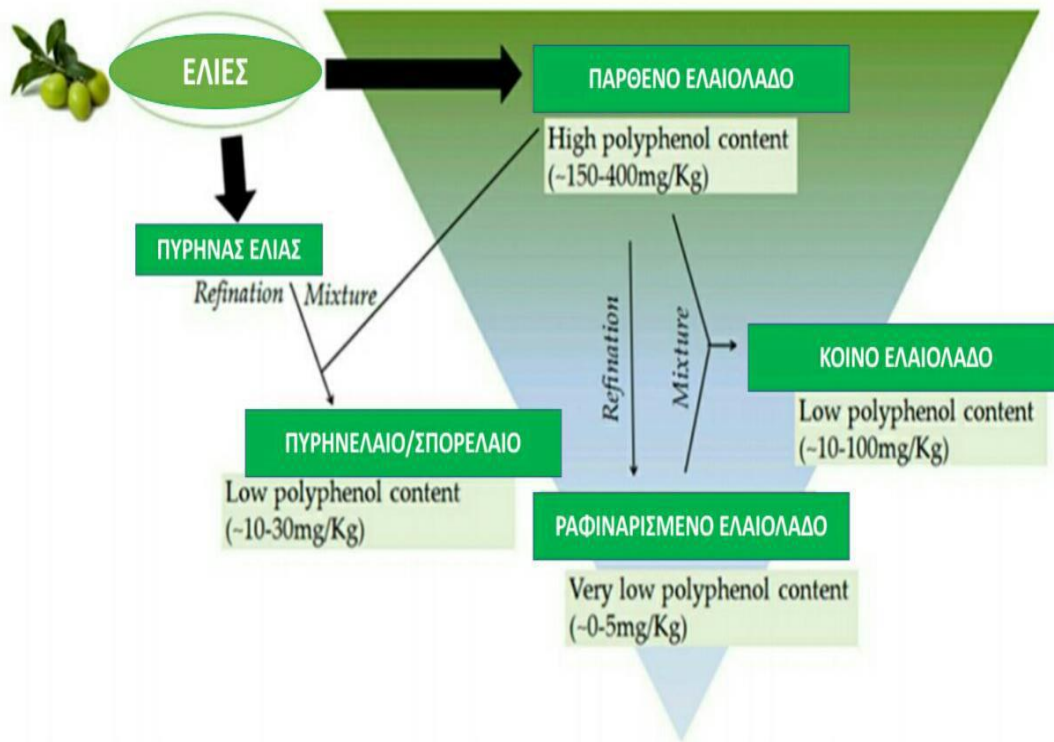 ΕΛΙΕΣ
ΠΑΡΘΕΝΟ ΕΛΑΙΟΛΑΔΟ
High polyphenol content
(~150-400mg/Kg)
ΠΥΡΗΝΑΣ ΕΛΙΑΣ
Refination
Mixture
Refination
Mixture
ΚΟΙΝΟ ΕΛΑΙΟΛΑΔΟ
Low polyphenol content
(~10-100mg/Kg)
ΠΥΡΗΝΕΛΑΙΟ/ΣΠΟΡΕΛΑΙΟ
Low polyphenol content
(~10-30mg/Kg)
ΡΑΦΙΝΑΡΙΣΜΕΝΟ ΕΛΑΙΟΛΑΔΟ
Very low polyphenol content
(~0-5mg/Kg)